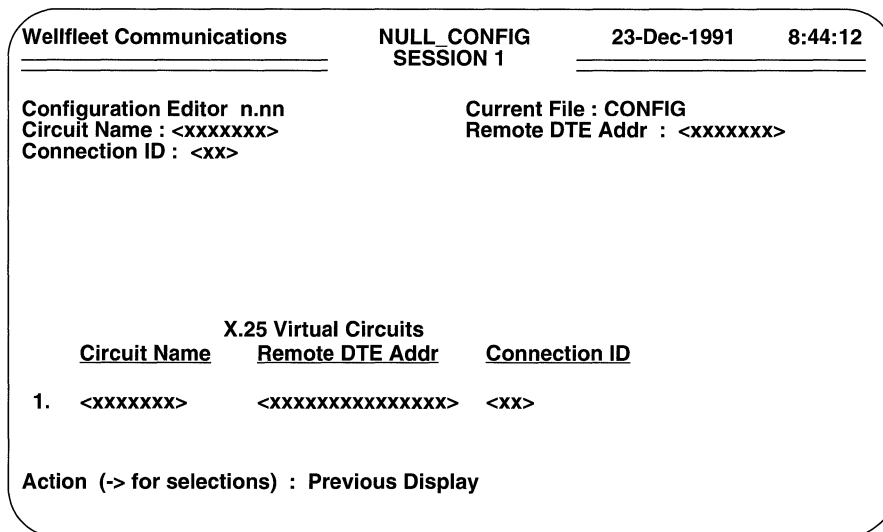 Wellfleet Communications NULL_CONFIG 23-Dec-1991 8:44:12
SESSION 1
Configuration Editor n.nn Current File : CONFIG
Circuit Name : <xxxxxxx> Remote DTE Addr : <xxxxxxx>
Connection ID : <xx>
X.25 Virtual Circuits
Circuit Name Remote DTE Addr Connection ID
1. <xxxxxxx> <xxxxxxxxxxxxxxx> <xx>
Action (-> for selections) : Previous Display